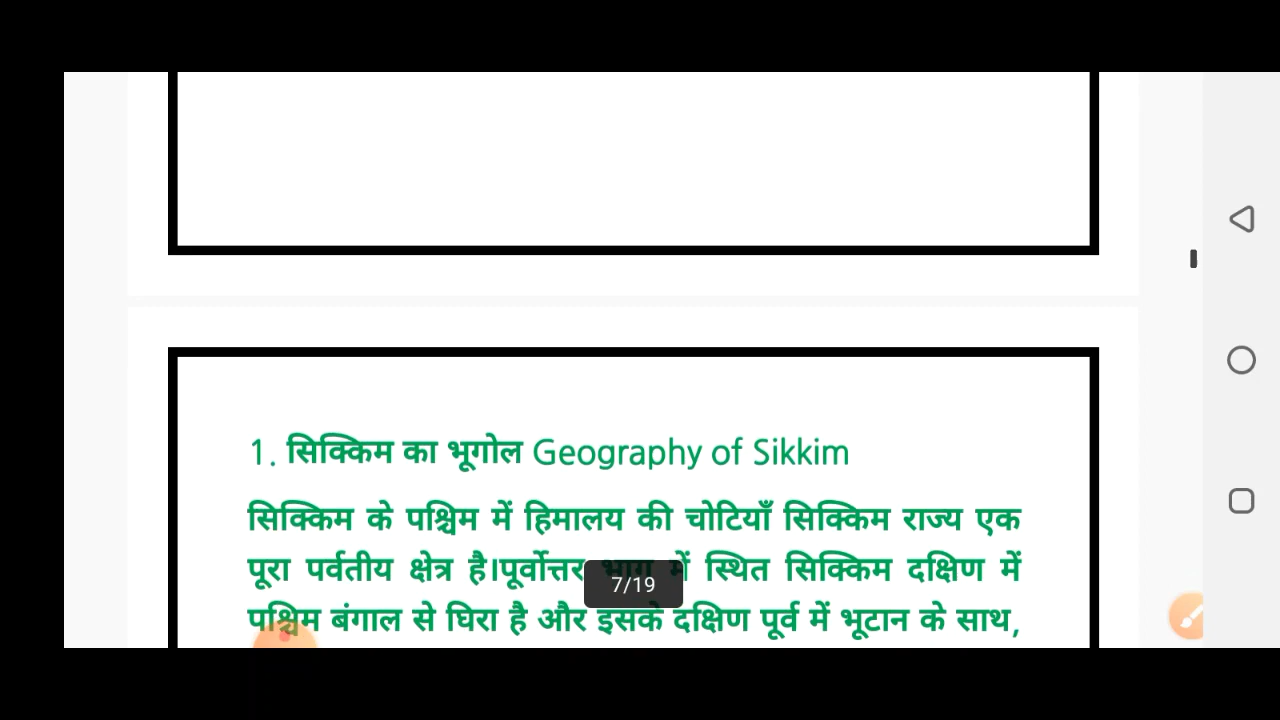 1. सिक्किम का भूगोल Geography of Sikkim
सिक्किम के पश्चिम में हिमालय की चोटियाँ सिक्किम राज्य एक
पूरा पर्वतीय क्षेत्र है।पूर्वोत्तर भाग में स्थित सिक्किम दक्षिण में
7/19
पश्चिम बंगाल से घिरा है और इसके दक्षिण पूर्व में भूटान के साथ,